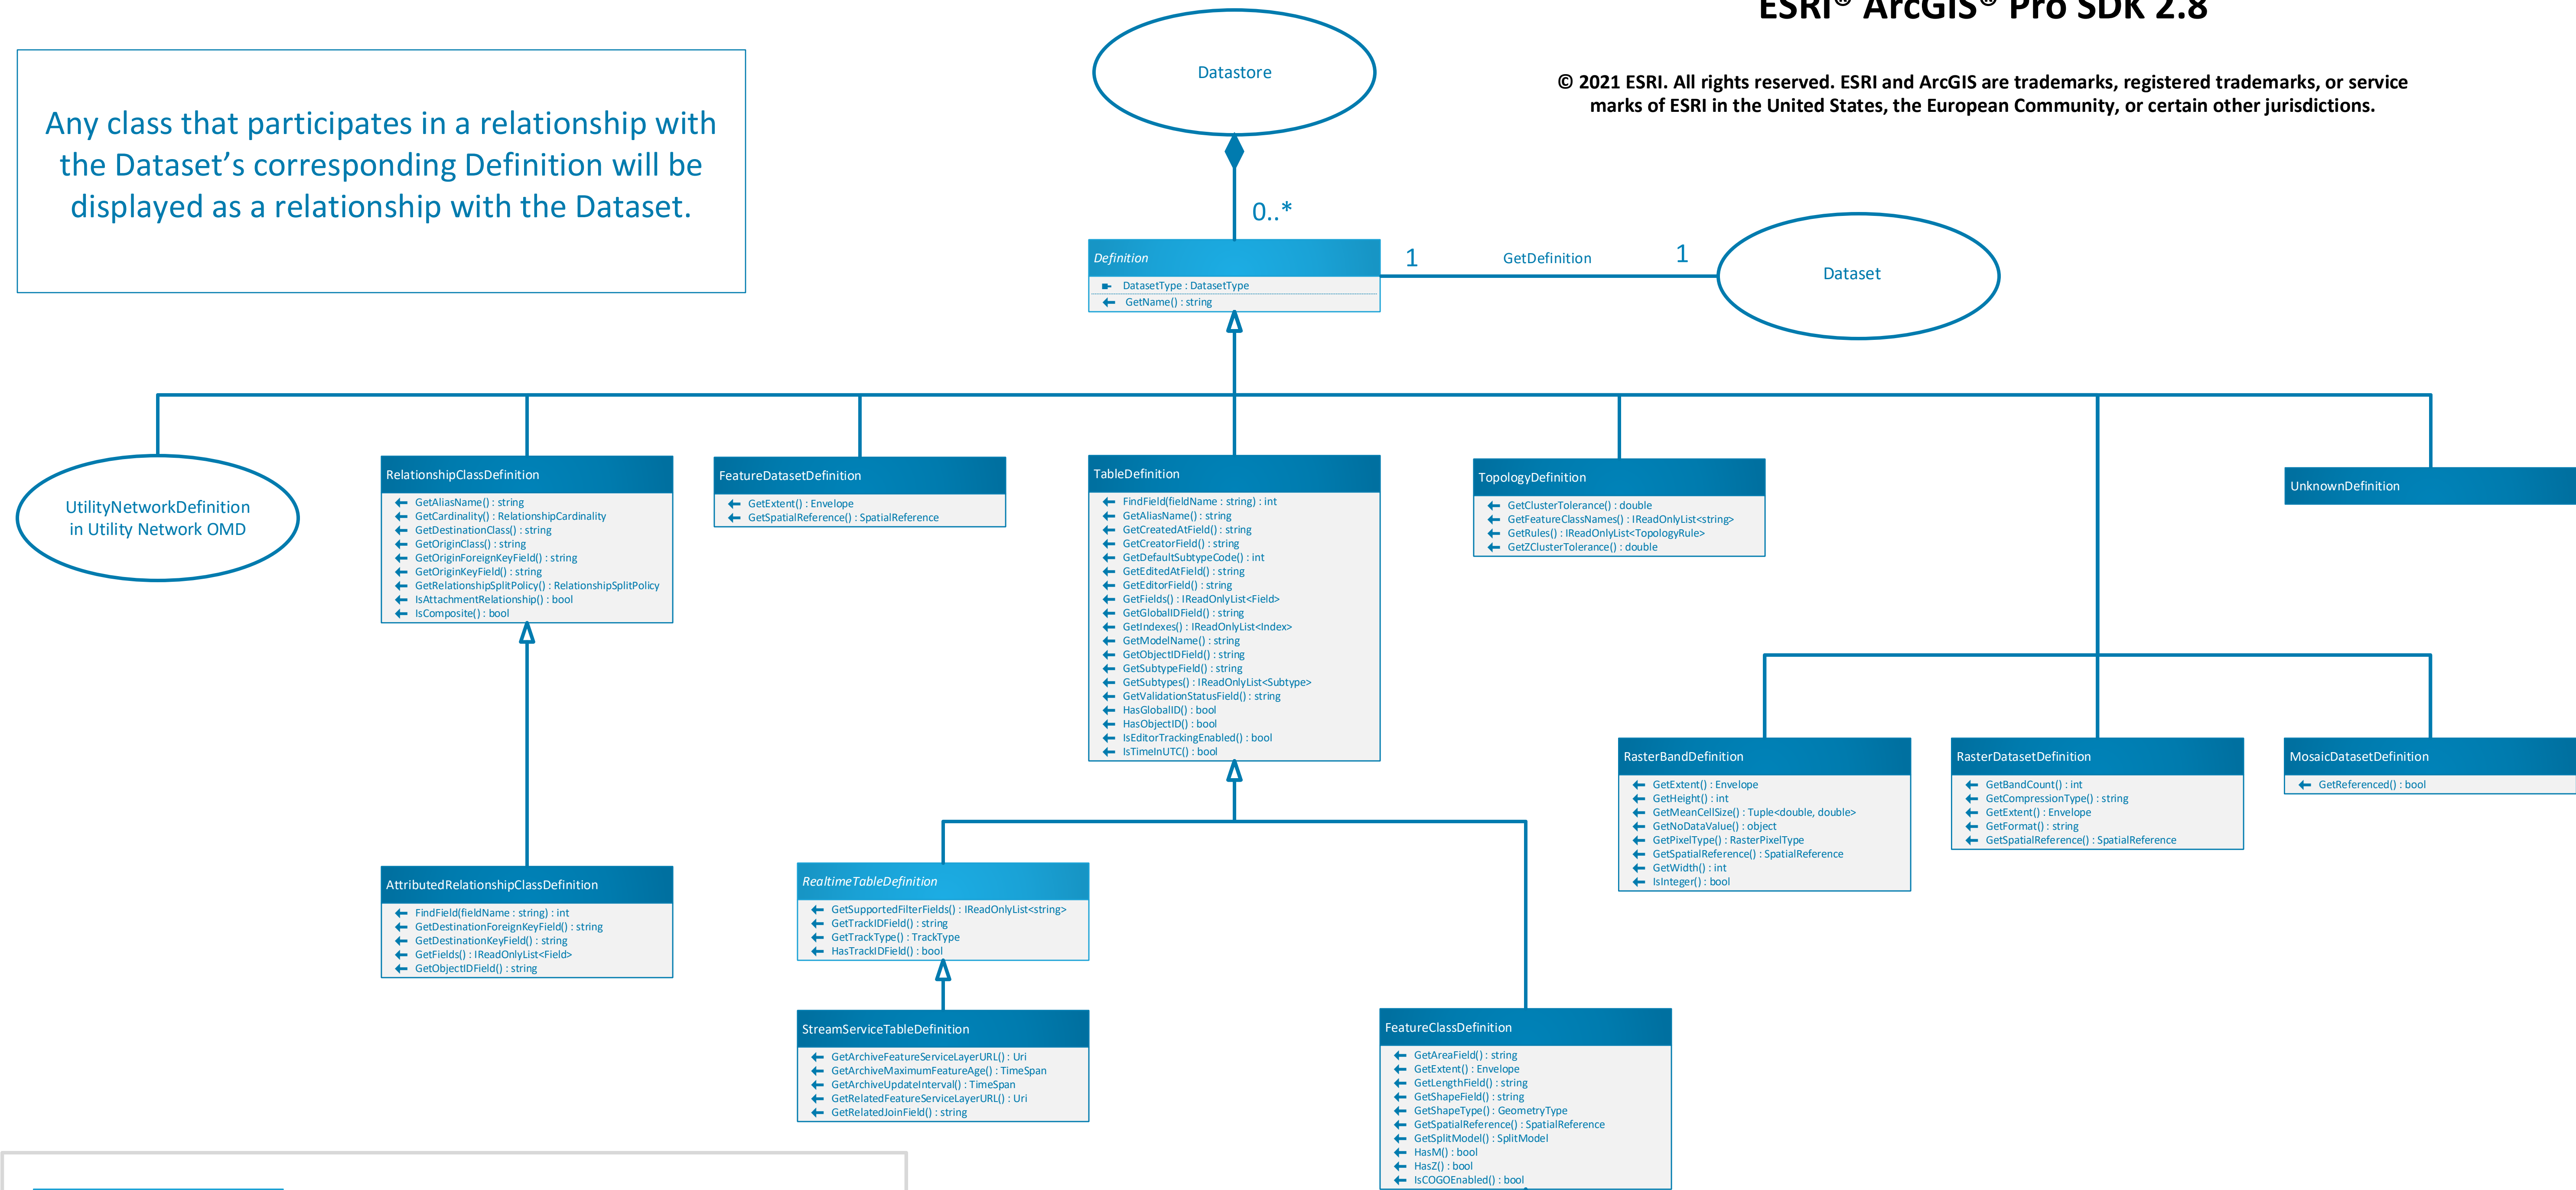 ESRI® ArcGIS® Pro SDK 2.8
© 2021 ESRI. All rights reserved. ESRI and ArcGIS are trademarks, registered trademarks, or service
marks of ESRI in the United States, the European Community, or certain other jurisdictions.
Any class that participates in a relationship with
the Dataset’s corresponding Definition will be
displayed as a relationship with the Dataset.
Datastore
0..*
Definition
DatasetType : DatasetType
GetName() : string
1
GetDefinition
1
Dataset
UtilityNetworkDefinition
in Utility Network OMD
RelationshipClassDefinition
GetAliasName() : string
GetCardinality() : RelationshipCardinality
GetDestinationClass() : string
GetOriginClass() : string
GetOriginForeignKeyField() : string
GetOriginKeyField() : string
GetRelationshipSplitPolicy() : RelationshipSplitPolicy
IsAttachmentRelationship() : bool
IsComposite() : bool
FeatureDatasetDefinition
GetExtent() : Envelope
GetSpatialReference() : SpatialReference
TableDefinition
FindField(fieldName : string) : int
GetAliasName() : string
GetCreatedAtField() : string
GetCreatorField() : string
GetDefaultSubtypeCode() : int
GetEditedAtField() : string
GetEditorField() : string
GetFields() : IReadOnlyList<Field>
GetGlobalIDField() : string
GetIndexes() : IReadOnlyList<Index>
GetModelName() : string
GetObjectIDField() : string
GetSubtypeField() : string
GetSubtypes() : IReadOnlyList<Subtype>
GetValidationStatusField() : string
HasGlobalID() : bool
HasObjectID() : bool
IsEditorTrackingEnabled() : bool
IsTimeInUTC() : bool
TopologyDefinition
GetClusterTolerance() : double
GetFeatureClassNames() : IReadOnlyList<string>
GetRules() : IReadOnlyList<TopologyRule>
GetZClusterTolerance() : double
UnknownDefinition
RasterBandDefinition
GetExtent() : Envelope
GetHeight() : int
GetMeanCellSize() : Tuple<double, double>
GetNoDataValue() : object
GetPixelType() : RasterPixelType
GetSpatialReference() : SpatialReference
GetWidth() : int
IsInteger() : bool
RasterDatasetDefinition
GetBandCount() : int
GetCompressionType() : string
GetExtent() : Envelope
GetFormat() : string
GetSpatialReference() : SpatialReference
MosaicDatasetDefinition
GetReferenced() : bool
AttributedRelationshipClassDefinition
FindField(fieldName : string) : int
GetDestinationForeignKeyField() : string
GetDestinationKeyField() : string
GetFields() : IReadOnlyList<Field>
GetObjectIDField() : string
RealtimeTableDefinition
GetSupportedFilterFields() : IReadOnlyList<string>
GetTrackIDField() : string
GetTrackType() : TrackType
HasTrackIDField() : bool
StreamServiceTableDefinition
GetArchiveFeatureServiceLayerURL() : Uri
GetArchiveMaximumFeatureAge() : TimeSpan
GetArchiveUpdateInterval() : TimeSpan
GetRelatedFeatureServiceLayerURL() : Uri
GetRelatedJoinField() : string
FeatureClassDefinition
GetAreaField() : string
GetExtent() : Envelope
GetLengthField() : string
GetShapeField() : string
GetShapeType() : GeometryType
GetSpatialReference() : SpatialReference
GetSplitModel() : SplitModel
HasM() : bool
HasZ() : bool
IsCOGOEnabled() : bool